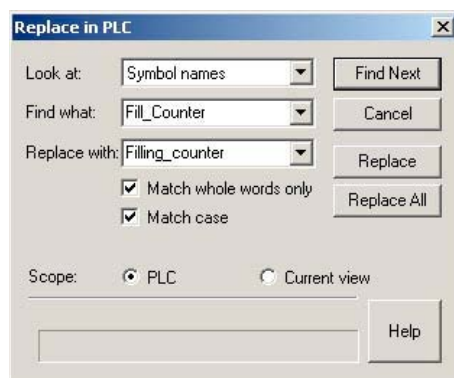 Replace in PLC
Look at: Symbol names Find Next
Find what: Fill_Counter Cancel
Replace with: Filling_counter Replace
Match whole words only Replace All
Match case
Scope: PLC Current view
Help